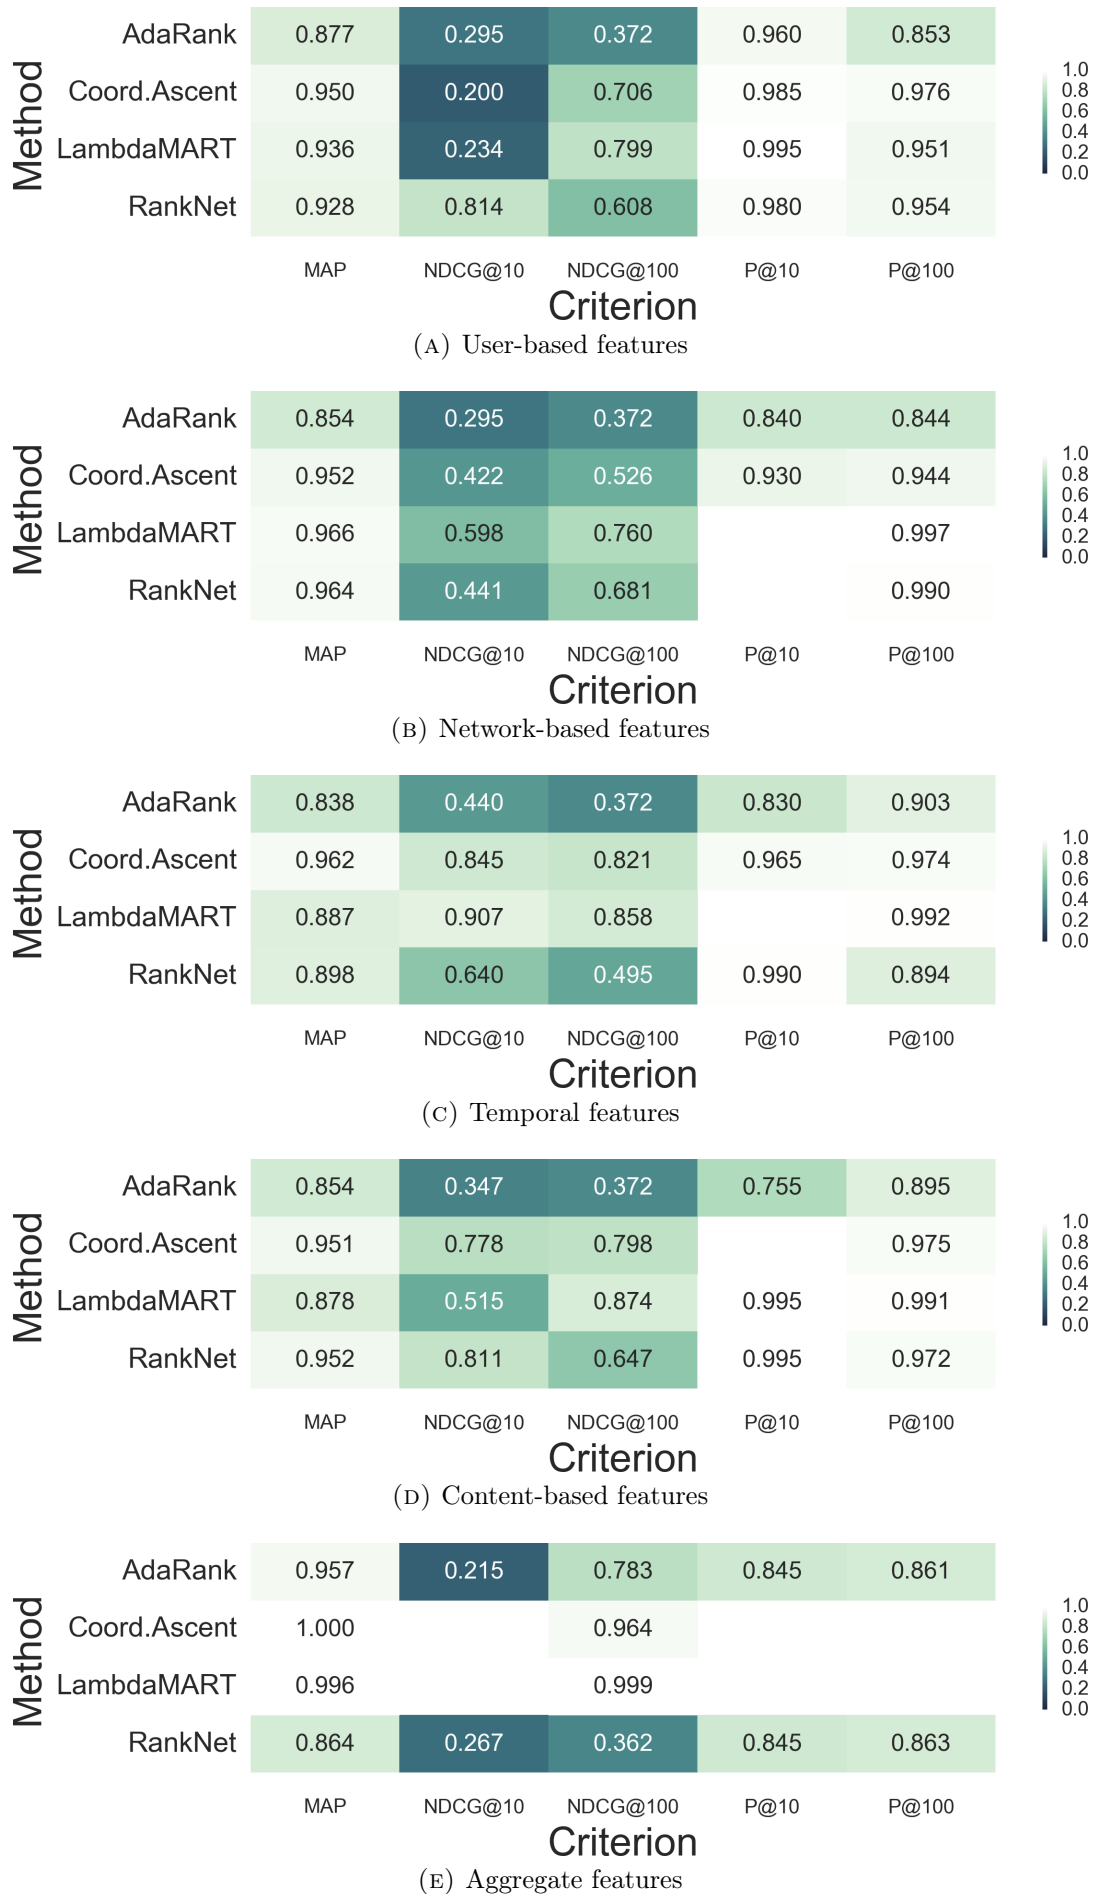 AdaRank 0.877 0.295 0.372 0.960 0.853
Coord.Ascent 0.950 0.200 0.706 0.985 0.976
LambdaMART 0.936 0.234 0.799 0.995 0.951
RankNet 0.928 0.814 0.608 0.980 0.954
Method
MAP NDCG@10 NDCG@100 P@10 P@100
Criterion
1.0
0.8
0.6
0.4
0.2
0.0
(A) User-based features
AdaRank 0.854 0.295 0.372 0.840 0.844
Coord.Ascent 0.952 0.422 0.526 0.930 0.944
LambdaMART 0.966 0.598 0.760 0.997
RankNet 0.964 0.441 0.681 0.990
Method
MAP NDCG@10 NDCG@100 P@10 P@100
Criterion
1.0
0.8
0.6
0.4
0.2
0.0
(B) Network-based features
AdaRank 0.838 0.440 0.372 0.830 0.903
Coord.Ascent 0.962 0.845 0.821 0.965 0.974
LambdaMART 0.887 0.907 0.858 0.992
RankNet 0.898 0.640 0.495 0.990 0.894
Method
MAP NDCG@10 NDCG@100 P@10 P@100
Criterion
1.0
0.8
0.6
0.4
0.2
0.0
(C) Temporal features
AdaRank 0.854 0.347 0.372 0.755 0.895
Coord.Ascent 0.951 0.778 0.798 0.975
LambdaMART 0.878 0.515 0.874 0.995 0.991
RankNet 0.952 0.811 0.647 0.995 0.972
Method
MAP NDCG@10 NDCG@100 P@10 P@100
Criterion
1.0
0.8
0.6
0.4
0.2
0.0
(D) Content-based features
AdaRank 0.957 0.215 0.783 0.845 0.861
Coord.Ascent 1.000 0.964
LambdaMART 0.996 0.999
RankNet 0.864 0.267 0.362 0.845 0.863
Method
MAP NDCG@10 NDCG@100 P@10 P@100
Criterion
1.0
0.8
0.6
0.4
0.2
0.0
(E) Aggregate features